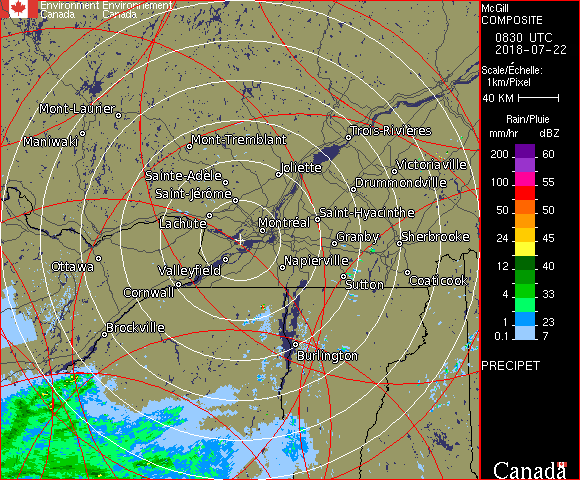 Environment Environnement
Canada Canada
McGill
COMPOSITE
0830 UTC
2018-07-22
Scale/Échelle:
1km/Pixel
40 KM
Rain/Pluie
mm/hr dBZ
200 60
150 57
100 55
50 50
24 45
12 40
4 33
1 23
0.1 7
PRECIPET
Canada
Mont-Laurier
Maniwaki
Mont-Tremblant
Trois-Rivières
Sainte-Adèle
Joliette
Victoriaville
Saint-Jérôme
Drummondville
Lachute
Montréal
Saint-Hyacinthe
Granby
Sherbrooke
Ottawa
Valleyfield
Napierville
Cornwall
Sutton
Coaticook
Brockville
Burlington